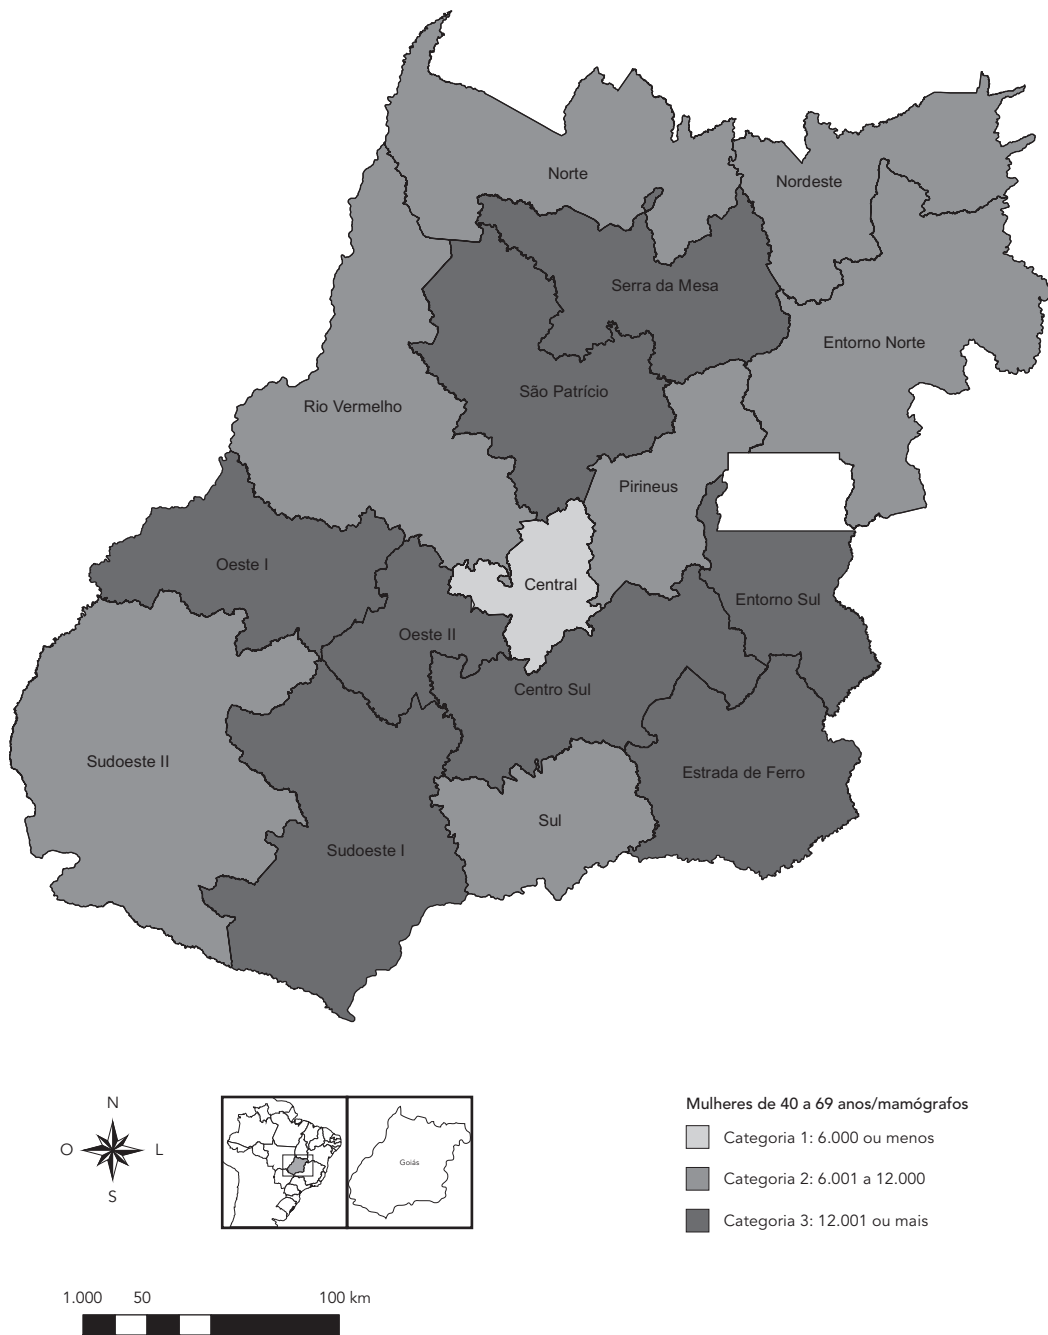 Norte
Nordeste
Serra da Mesa
Entorno Norte
São Patrício
Rio Vermelho
Pirineus
Oeste I
Central
Entorno Sul
Oeste II
Centro Sul
Sudoeste II
Estrada de Ferro
Sul
Sudoeste I
N
O
L
S
Goiás
Mulheres de 40 a 69 anos/mamógrafos
Categoria 1: 6.000 ou menos
Categoria 2: 6.001 a 12.000
Categoria 3: 12.001 ou mais
1.000 50 100 km